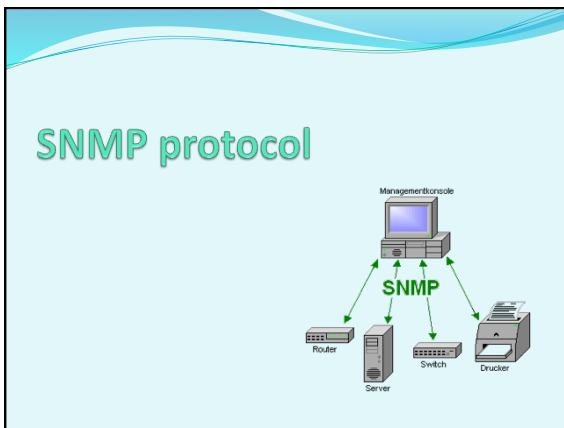 SNMP protocol
Managementkonsole
SNMP
Router
Server
Switch
Drucker